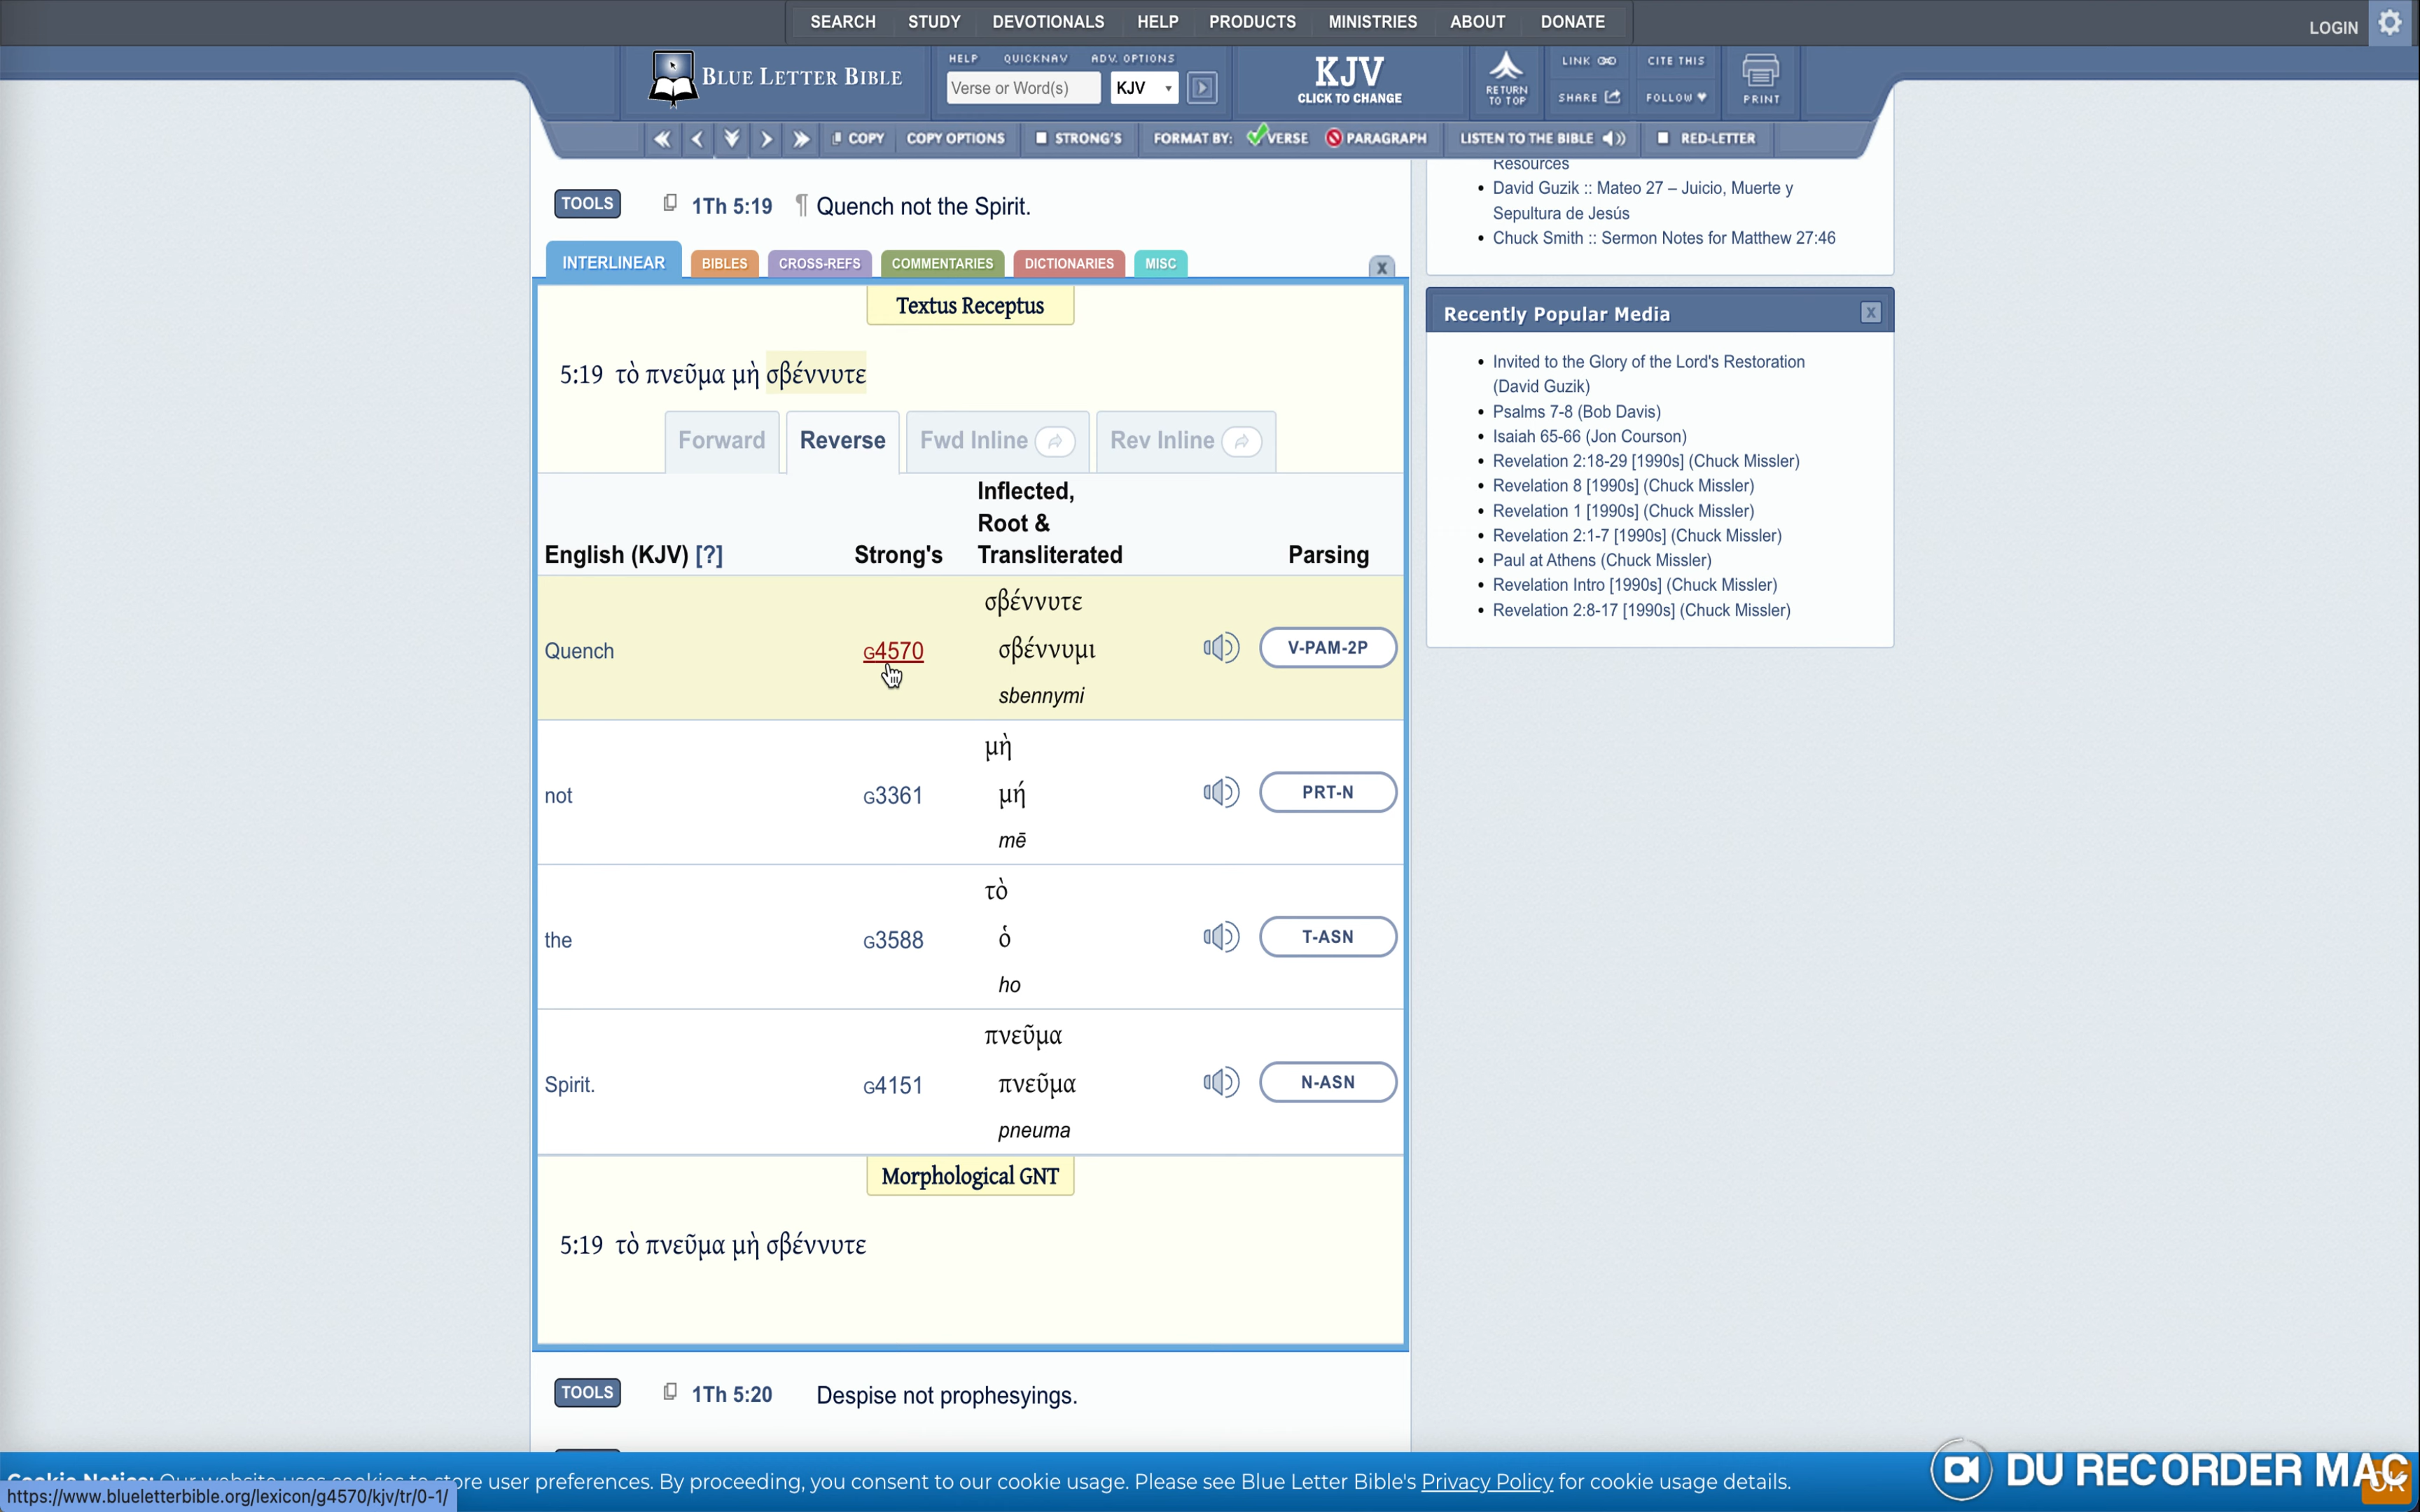 SEARCH STUDY DEVOTIONALS HELP PRODUCTS MINISTRIES ABOUT DONATE
LOGIN
BLUE LETTER BIBLE
HELP QUICKNAV ADV. OPTIONS
Verse or Word(s) KJV
KJV
CLICK TO CHANGE
RETURN
TO TOP
LINK CITE THIS
SHARE FOLLOW
PRINT
COPY COPY OPTIONS STRONG'S FORMAT BY: VERSE PARAGRAPH LISTEN TO THE BIBLE RED-LETTER
TOOLS 1Th 5:19 ¶ Quench not the Spirit.
INTERLINEAR BIBLES CROSS-REFS COMMENTARIES DICTIONARIES MISC X
Textus Receptus
5:19 τὸ πνεῦμα μὴ σβέννυτε
Forward Reverse Fwd Inline Rev Inline
English (KJV) [?] Strong's Inflected,
Root &
Transliterated Parsing
Quench G4570 σβέννυτε
σβέννυμι
sbennymi V-PAM-2P
not G3361 μὴ
μή
mē PRT-N
the G3588 τὸ
ὁ
ho T-ASN
Spirit. G4151 πνεῦμα
πνεῦμα
pneuma N-ASN
Morphological GNT
5:19 τὸ πνεῦμα μὴ σβέννυτε
TOOLS 1Th 5:20 Despise not prophesyings.
Resources
• David Guzik :: Mateo 27 – Juicio, Muerte y
Sepultura de Jesús
• Chuck Smith :: Sermon Notes for Matthew 27:46
Recently Popular Media X
• Invited to the Glory of the Lord's Restoration
(David Guzik)
• Psalms 7-8 (Bob Davis)
• Isaiah 65-66 (Jon Courson)
• Revelation 2:18-29 [1990s] (Chuck Missler)
• Revelation 8 [1990s] (Chuck Missler)
• Revelation 1 [1990s] (Chuck Missler)
• Revelation 2:1-7 [1990s] (Chuck Missler)
• Paul at Athens (Chuck Missler)
• Revelation Intro [1990s] (Chuck Missler)
• Revelation 2:8-17 [1990s] (Chuck Missler)
Cookie Notice: Our website uses cookies to store user preferences. By proceeding, you consent to our cookie usage. Please see Blue Letter Bible's Privacy Policy for cookie usage details.
https://www.blueletterbible.org/lexicon/g4570/kjv/tr/0-1/
DU RECORDER MAC
OK